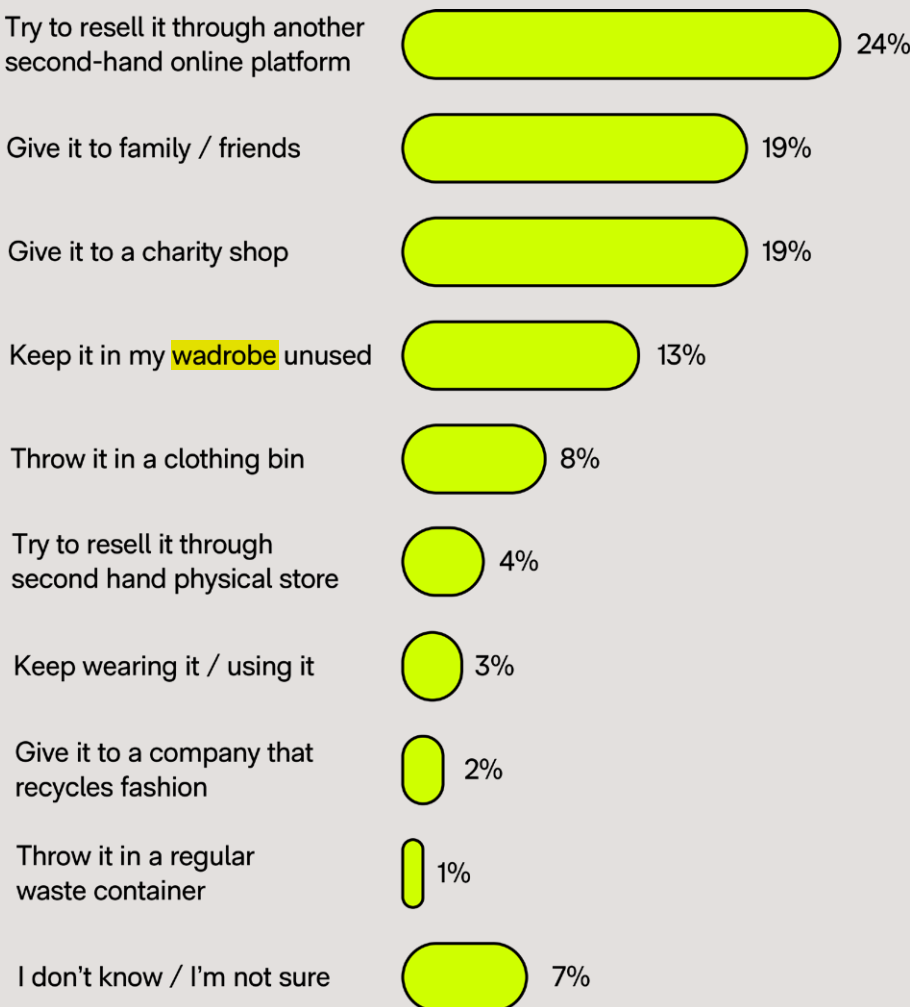 Try to resell it through another
second-hand online platform
24%
Give it to family / friends
19%
Give it to a charity shop
19%
Keep it in my wadrobe unused
13%
Throw it in a clothing bin
8%
Try to resell it through
second hand physical store
4%
Keep wearing it / using it
3%
Give it to a company that
recycles fashion
2%
Throw it in a regular
waste container
1%
I don't know / I'm not sure
7%